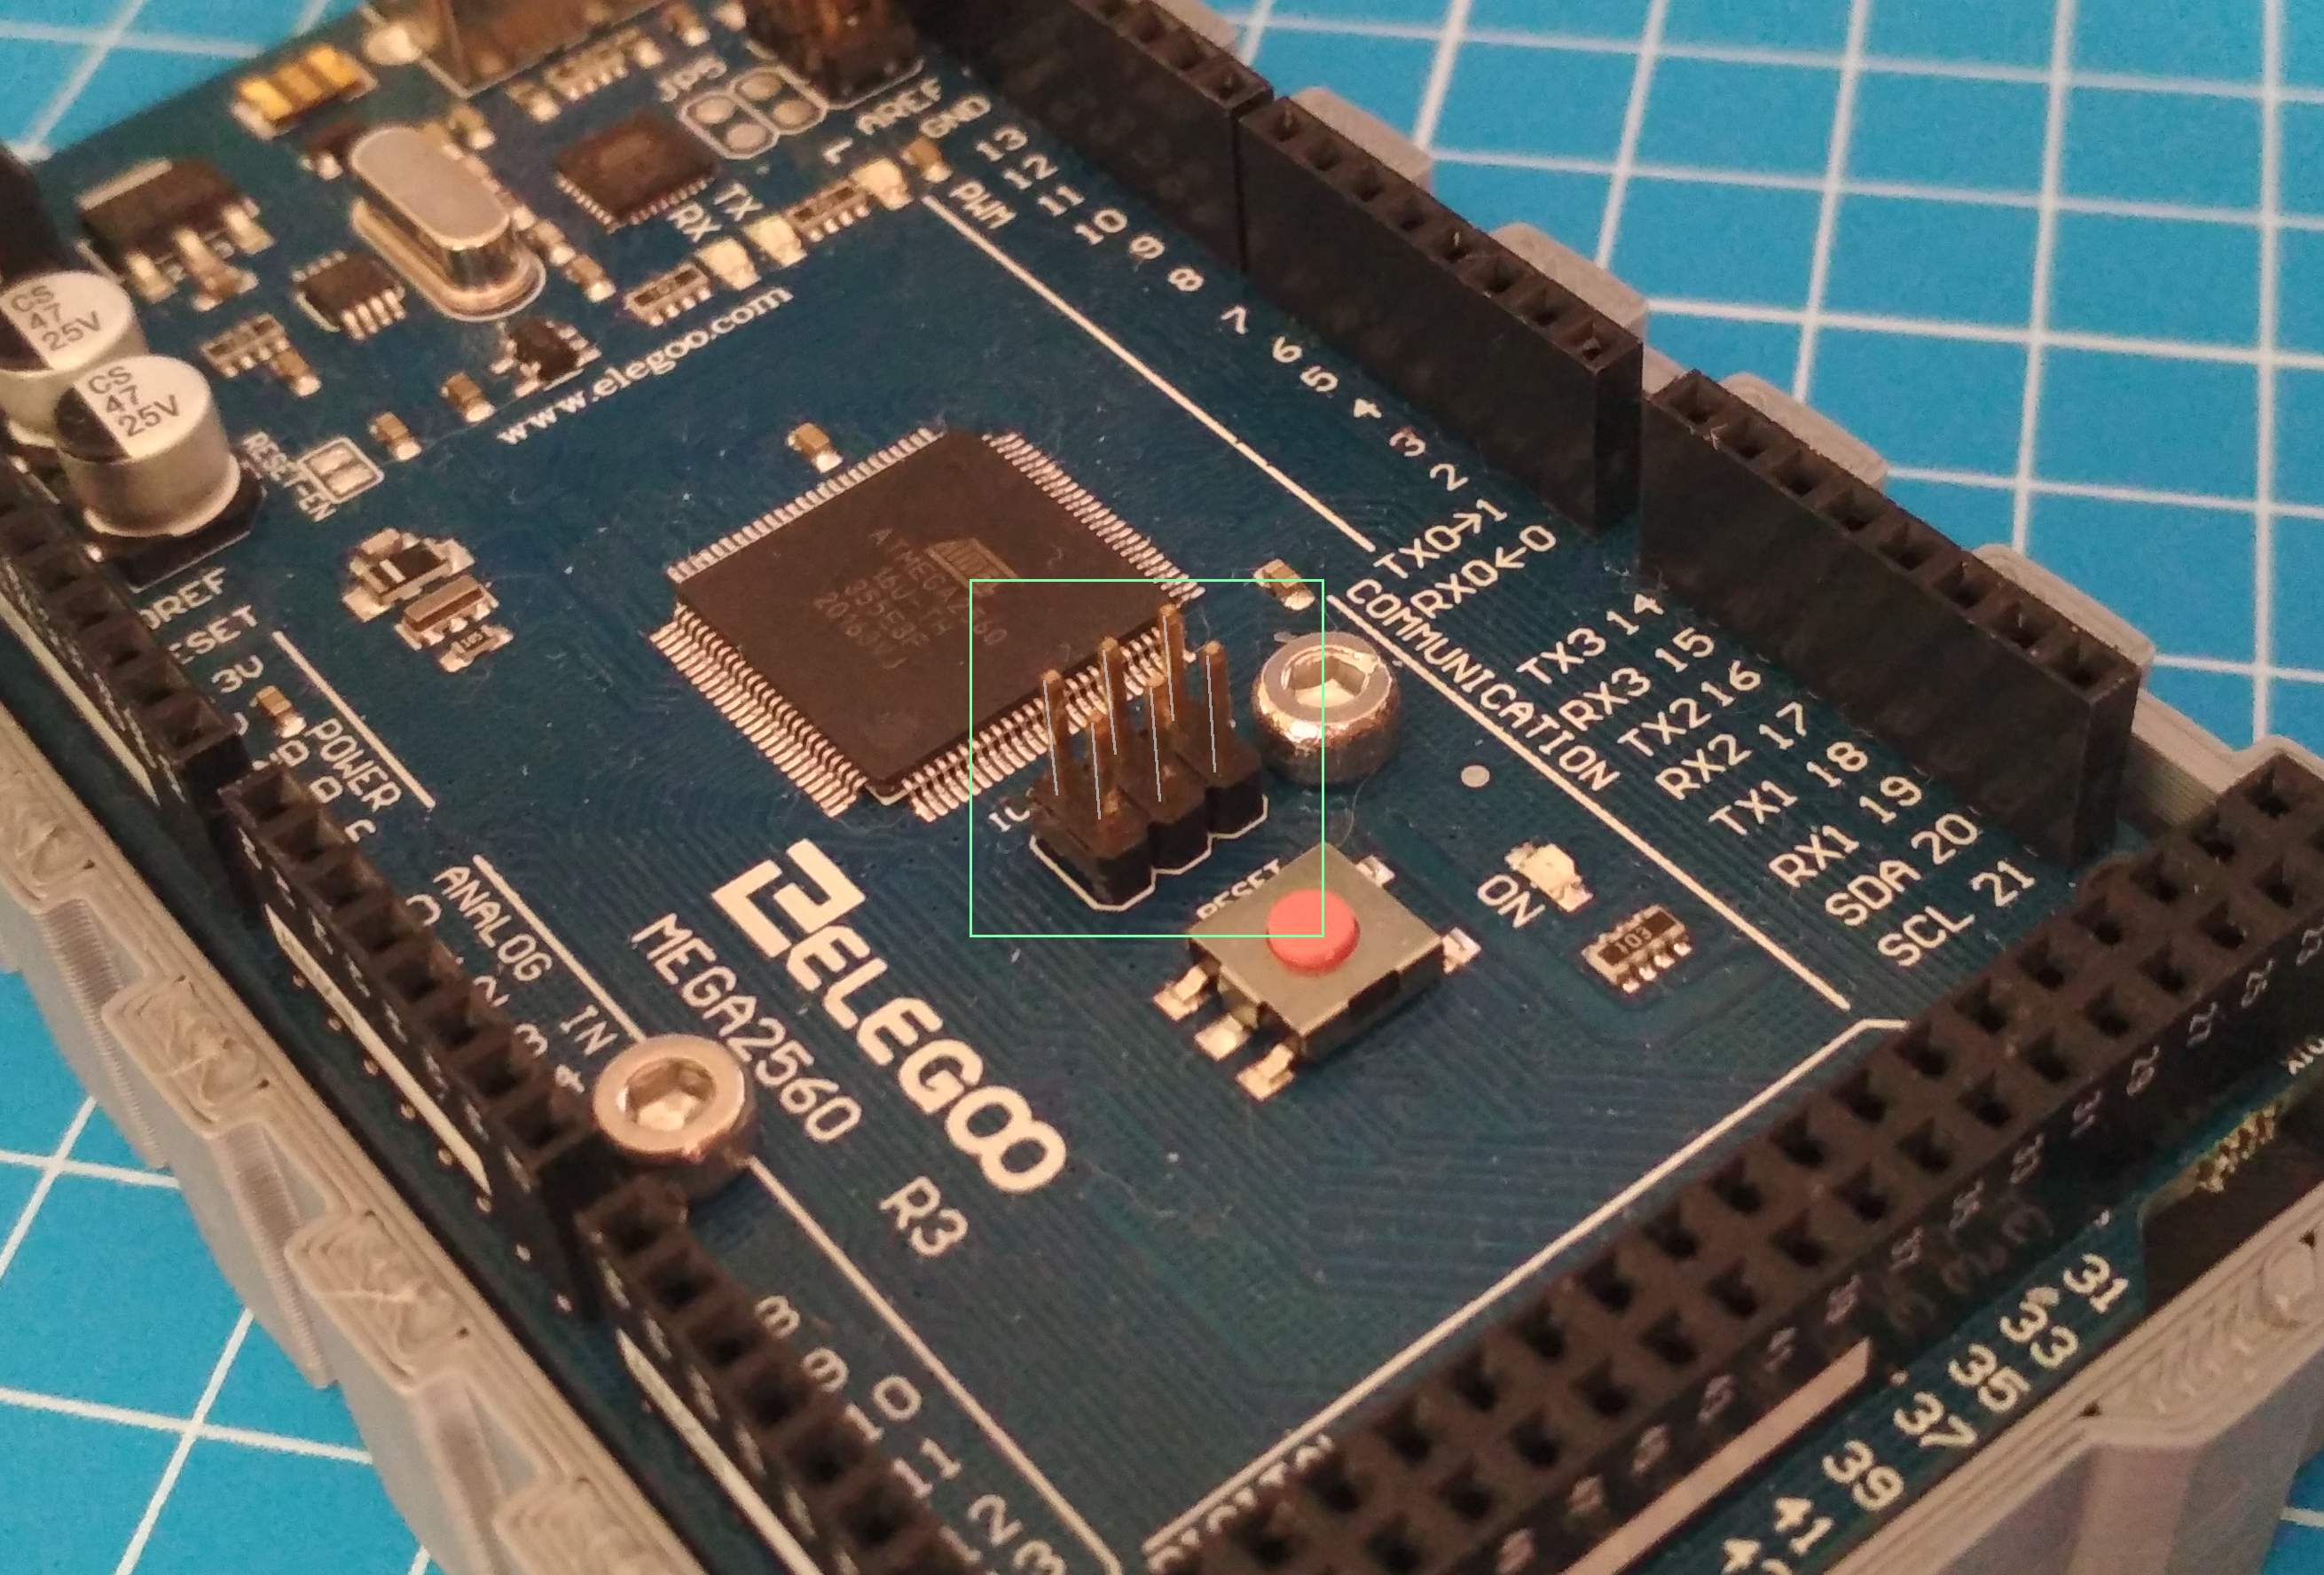 CS
47
25V
CS
47
25V
JP5
L
TX
RX
AREF
GND
13
12
11
10
9
8
PWM
7
6
5
4
3
2
TX0→1
RX0←0
www.elegoo.com
RESET-EN
ATMEL
ATMEGA2560
COMMUNICATION
TX3 14
RX3 15
TX2 16
RX2 17
TX1 18
RX1 19
SDA 20
SCL 21
POWER
ANALOG IN
RESET
ON
103
ELEGOO
MEGA2560
R3
31
33
35
37
39
41